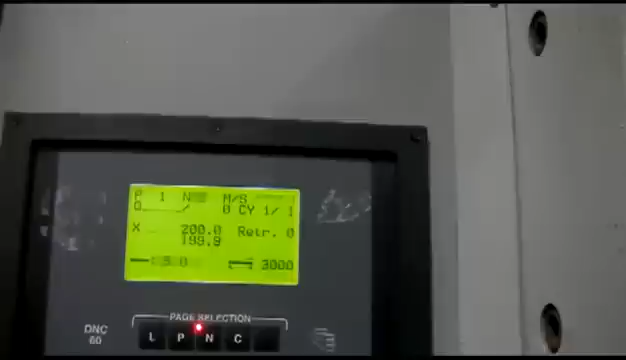 P 1 N M/S
0 CY 1/ 1
X 200.0 Retr. 0
199.9
3000
PAGE SELECTION
DNC
60
L P N C